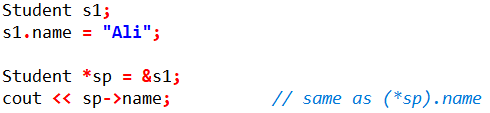 Student s1;
s1.name = "Ali";
Student *sp = &s1;
cout << sp->name; // same as (*sp).name